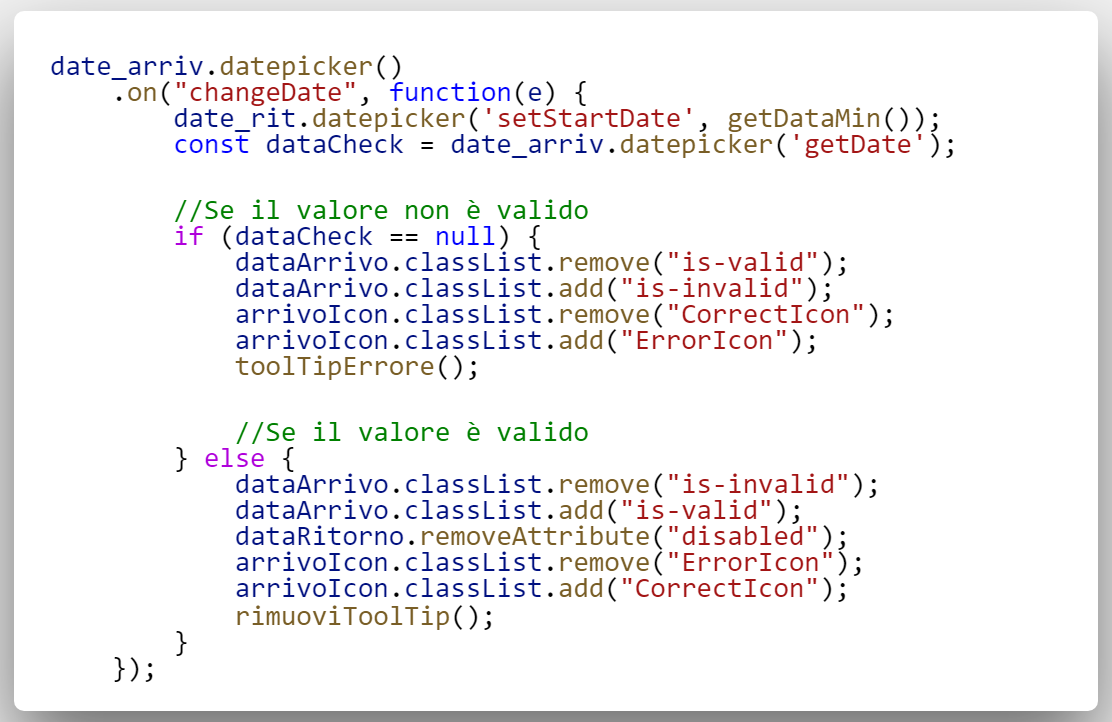 date_arriv.datepicker()
    .on("changeDate", function(e) {
        date_rit.datepicker('setStartDate', getDataMin());
        const dataCheck = date_arriv.datepicker('getDate');

        //Se il valore non è valido
        if (dataCheck == null) {
            dataArrivo.classList.remove("is-valid");
            dataArrivo.classList.add("is-invalid");
            arrivoIcon.classList.remove("CorrectIcon");
            arrivoIcon.classList.add("ErrorIcon");
            toolTipErrore();

            //Se il valore è valido
        } else {
            dataArrivo.classList.remove("is-invalid");
            dataArrivo.classList.add("is-valid");
            dataRitorno.removeAttribute("disabled");
            arrivoIcon.classList.remove("ErrorIcon");
            arrivoIcon.classList.add("CorrectIcon");
            rimuoviToolTip();
        }
    });